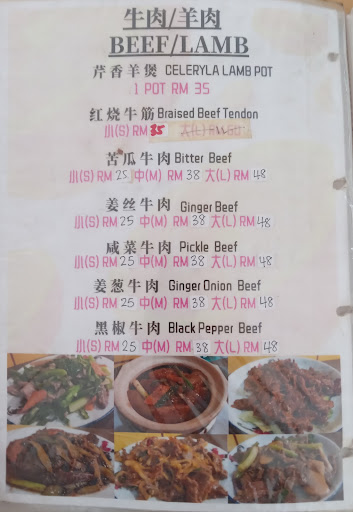 牛肉/羊肉
BEEF/LAMB
芹香羊煲 CELERYLA LAMB POT
1 POT RM 35
红烧牛筋 Braised Beef Tendon
小(S) RM 35 大(L) RM
苦瓜牛肉 Bitter Beef
小(S) RM 25 中(M) RM 38 大(L) RM 48
姜丝牛肉 Ginger Beef
小(S) RM 25 中(M) RM 38 大(L) RM 48
咸菜牛肉 Pickle Beef
小(S) RM 25 中(M) RM 38 大(L) RM 48
姜葱牛肉 Ginger Onion Beef
小(S) RM 25 中(M) RM 38 大(L) RM 48
黑椒牛肉 Black Pepper Beef
小(S) RM 25 中(M) RM 38 大(L) RM 48